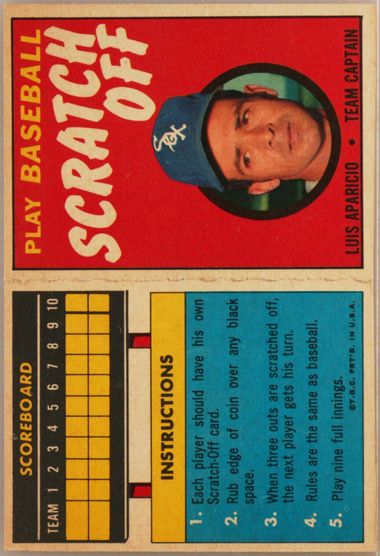 PLAY BASEBALL
SCRATCH
OFF
SOX
LUIS APARICIO • TEAM CAPTAIN
SCOREBOARD
TEAM 1 2 3 4 5 6 7 8 9 10
INSTRUCTIONS
1. Each player should have his own
Scratch-Off card.
2. Rub edge of coin over any black
space.
3. When three outs are scratched off,
the next player gets his turn.
4. Rules are the same as baseball.
5. Play nine full innings.
©T.C.G. PRT'D. IN U.S.A.